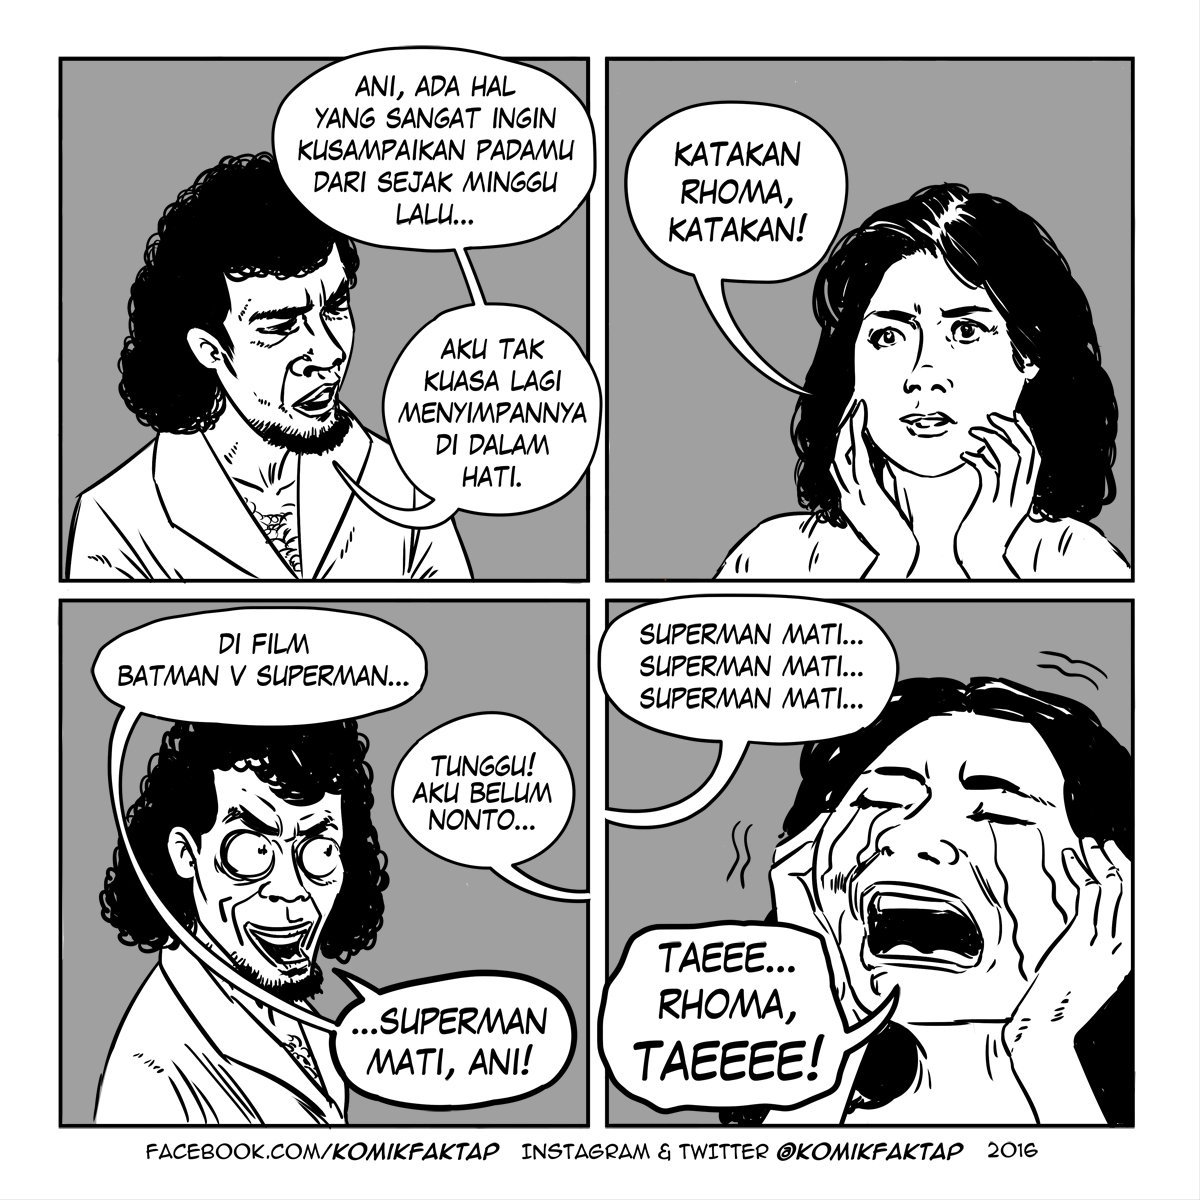 ANI, ADA HAL
YANG SANGAT INGIN
KUSAMPAIKAN PADAMU
DARI SEJAK MINGGU
LALU...
AKU TAK
KUASA LAGI
MENYIMPANNYA
DI DALAM
HATI.
KATAKAN
RHOMA,
KATAKAN!
DI FILM
BATMAN V SUPERMAN...
TUNGGU!
AKU BELUM
NONTO...
...SUPERMAN
MATI, ANI!
SUPERMAN MATI...
SUPERMAN MATI...
SUPERMAN MATI...
TAEEE...
RHOMA,
TAEEEE!
FACEBOOK.COM/KOMIKFAKTAP INSTAGRAM & TWITTER @KOMIKFAKTAP 2016